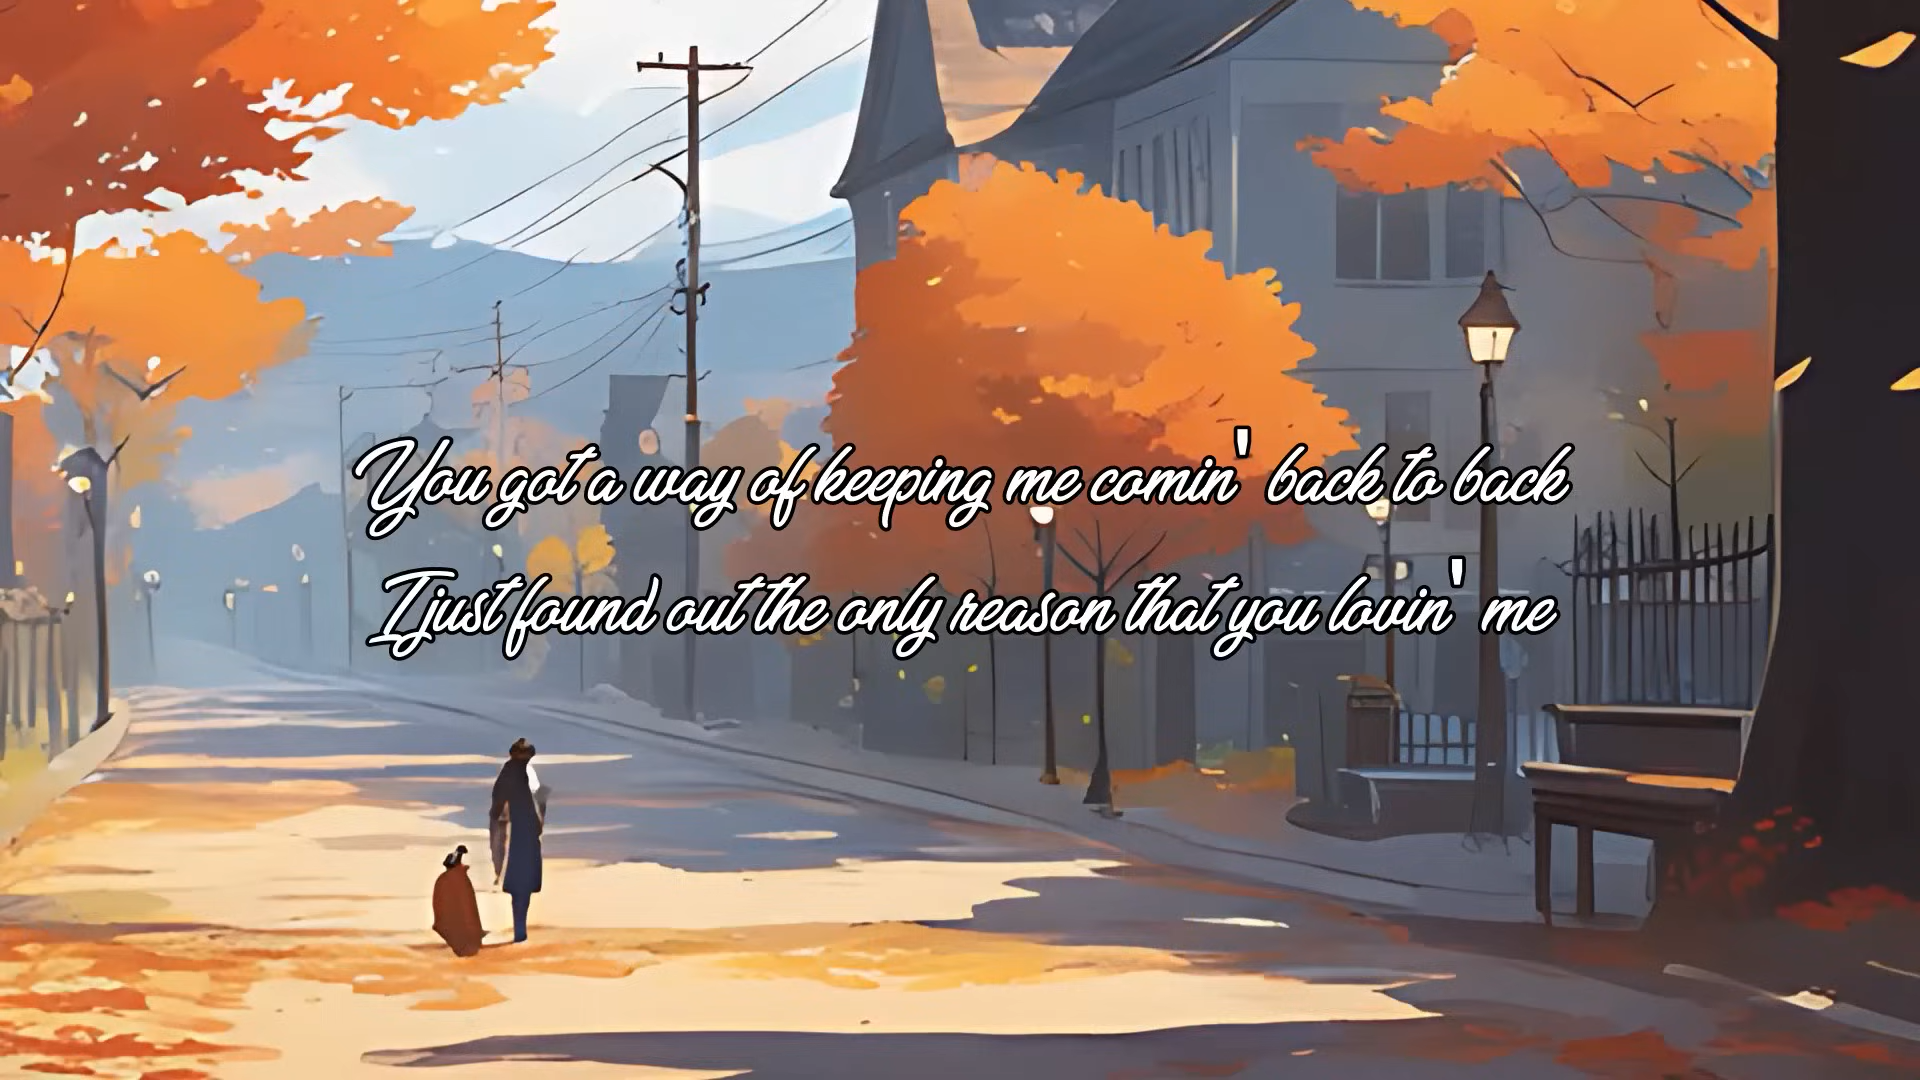 You got a way of keeping me comin' back to back
I just found out the only reason that you lovin' me